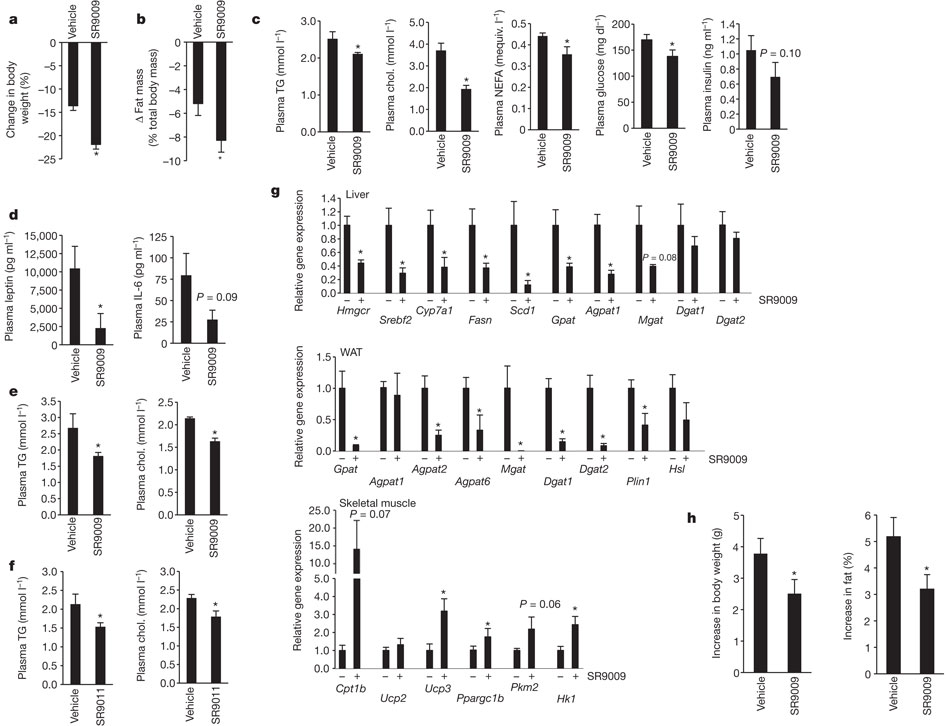 a
Vehicle
SR9009
0
–5
–10
–15
–20
–25
Change in body
weight (%)
*
b
Vehicle
SR9009
0
–2
–4
–6
–8
–10
Δ Fat mass
(% total body mass)
*
c
3.0
2.0
1.0
0
Plasma TG (mmol l–1)
*
Vehicle
SR9009
5.0
4.0
3.0
2.0
1.0
0
Plasma chol. (mmol l–1)
*
Vehicle
SR9009
0.5
0.4
0.3
0.2
0.1
0
Plasma NEFA (mequiv. l–1)
*
Vehicle
SR9009
200
150
100
50
0
Plasma glucose (mg dl–1)
*
Vehicle
SR9009
1.4
1.2
1.0
0.8
0.6
0.4
0.2
0
Plasma insulin (ng ml–1)
P = 0.10
Vehicle
SR9009
d
15,000
12,500
10,000
7,500
5,000
2,500
0
Plasma leptin (pg ml–1)
*
Vehicle
SR9009
125
100
75
50
25
0
Plasma IL-6 (pg ml–1)
P = 0.09
Vehicle
SR9009
e
3.5
3.0
2.5
2.0
1.5
1.0
0.5
0.0
Plasma TG (mmol l–1)
*
Vehicle
SR9009
2.5
2.0
1.5
1.0
0.5
0.0
Plasma chol. (mmol l–1)
*
Vehicle
SR9009
f
3.0
2.5
2.0
1.5
1.0
0.5
0.0
Plasma TG (mmol l–1)
*
Vehicle
SR9011
3.0
2.5
2.0
1.5
1.0
0.5
0.0
Plasma chol. (mmol l–1)
*
Vehicle
SR9011
g
Liver
1.4
1.2
1.0
0.8
0.6
0.4
0.2
0
Relative gene expression
* * * * * * * P = 0.08
– + – + – + – + – + – + – + – + – + – + SR9009
Hmgcr Srebf2 Cyp7a1 Fasn Scd1 Gpat Agpat1 Mgat Dgat1 Dgat2
WAT
1.5
1.0
0.5
0.0
Relative gene expression
* * * * * * *
– + – + – + – + – + – + – + – + – + SR9009
Gpat Agpat1 Agpat2 Agpat6 Mgat Dgat1 Dgat2 Plin1 Hsl
Skeletal muscle
P = 0.07
25.0
20.0
15.0
10.0
5.0
4.0
3.0
2.0
1.0
0.0
Relative gene expression
* * P = 0.06 *
– + – + – + – + – + – + SR9009
Cpt1b Ucp2 Ucp3 Ppargc1b Pkm2 Hk1
h
5
4
3
2
1
0
Increase in body weight (g)
*
Vehicle
SR9009
6
5
4
3
2
1
0
Increase in fat (%)
*
Vehicle
SR9009